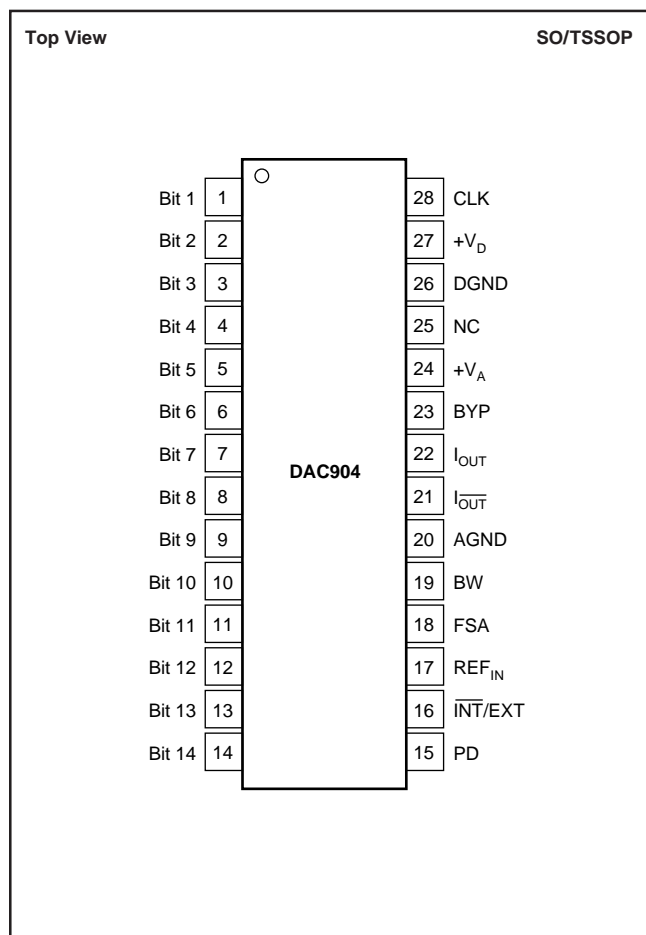 Top View SO/TSSOP
Bit 1 1 28 CLK
Bit 2 2 27 +V_D
Bit 3 3 26 DGND
Bit 4 4 25 NC
Bit 5 5 24 +V_A
Bit 6 6 23 BYP
Bit 7 7 22 I_OUT
DAC904
Bit 8 8 21 I_O̅U̅T̅
Bit 9 9 20 AGND
Bit 10 10 19 BW
Bit 11 11 18 FSA
Bit 12 12 17 REF_IN
Bit 13 13 16 I̅N̅T̅/EXT
Bit 14 14 15 PD